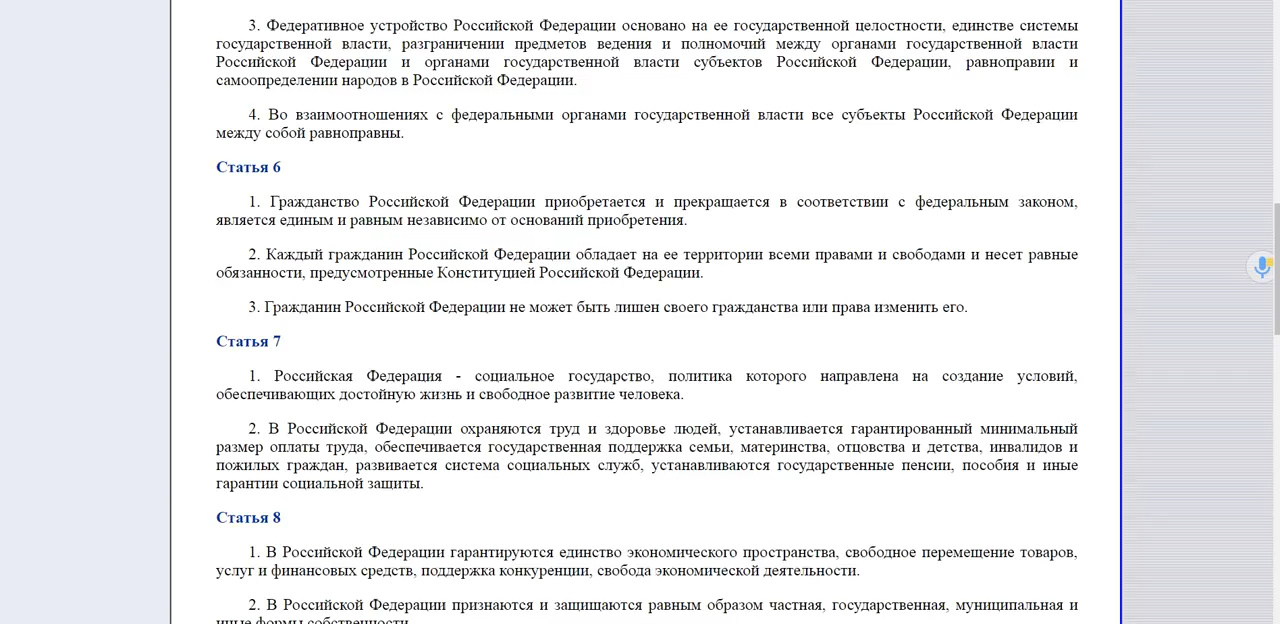 3. Федеративное устройство Российской Федерации основано на ее государственной целостности, единстве системы
государственной власти, разграничении предметов ведения и полномочий между органами государственной власти
Российской Федерации и органами государственной власти субъектов Российской Федерации, равноправии и
самоопределении народов в Российской Федерации.
4. Во взаимоотношениях с федеральными органами государственной власти все субъекты Российской Федерации
между собой равноправны.
Статья 6
1. Гражданство Российской Федерации приобретается и прекращается в соответствии с федеральным законом,
является единым и равным независимо от оснований приобретения.
2. Каждый гражданин Российской Федерации обладает на ее территории всеми правами и свободами и несет равные
обязанности, предусмотренные Конституцией Российской Федерации.
3. Гражданин Российской Федерации не может быть лишен своего гражданства или права изменить его.
Статья 7
1. Российская Федерация - социальное государство, политика которого направлена на создание условий,
обеспечивающих достойную жизнь и свободное развитие человека.
2. В Российской Федерации охраняются труд и здоровье людей, устанавливается гарантированный минимальный
размер оплаты труда, обеспечивается государственная поддержка семьи, материнства, отцовства и детства, инвалидов и
пожилых граждан, развивается система социальных служб, устанавливаются государственные пенсии, пособия и иные
гарантии социальной защиты.
Статья 8
1. В Российской Федерации гарантируются единство экономического пространства, свободное перемещение товаров,
услуг и финансовых средств, поддержка конкуренции, свобода экономической деятельности.
2. В Российской Федерации признаются и защищаются равным образом частная, государственная, муниципальная и
иные формы собственности.